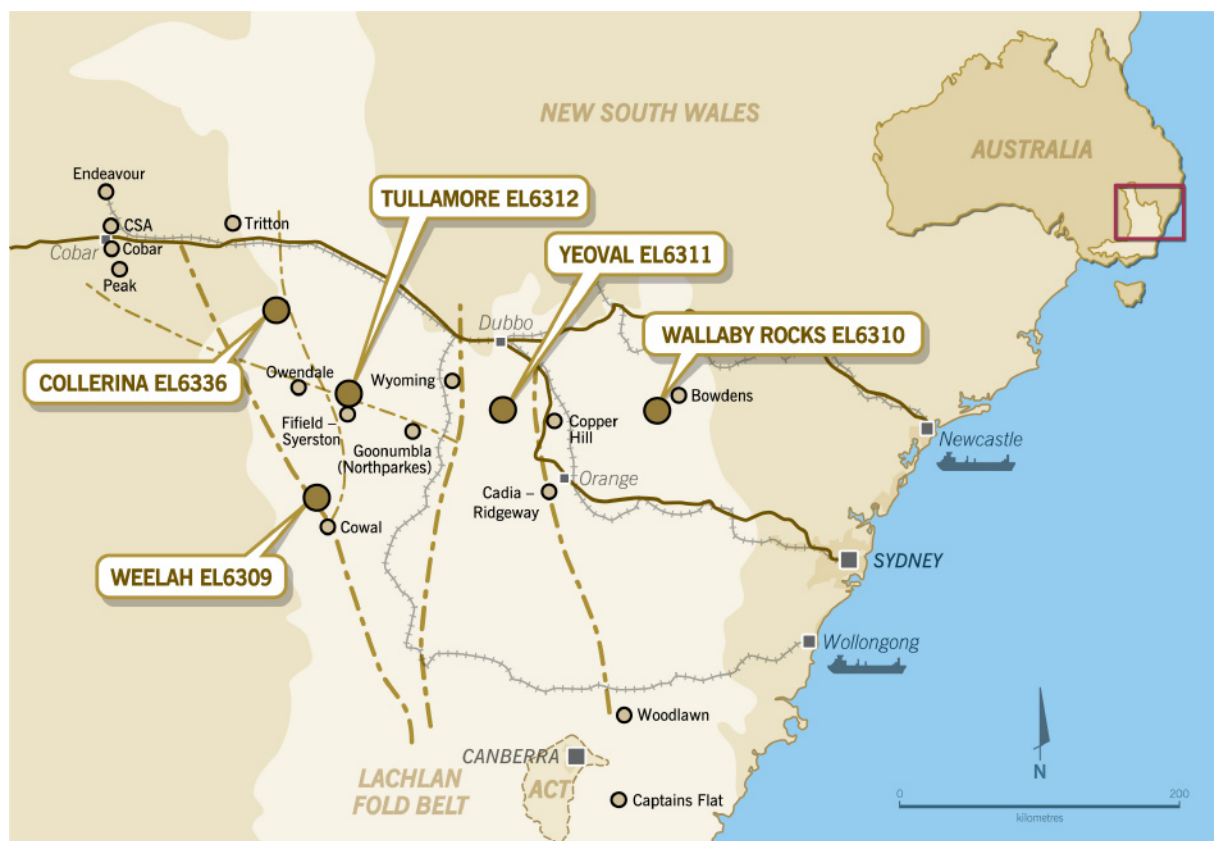 NEW SOUTH WALES
AUSTRALIA
Endeavour
TULLAMORE EL6312
CSA
Tritton
Cobar
Cobar
YEOVAL EL6311
Peak
Dubbo
WALLABY ROCKS EL6310
COLLERINA EL6336
Owendale
Wyoming
Bowdens
Fifield –
Syerston
Copper
Hill
Goonumbla
(Northparkes)
Newcastle
Orange
Cadia –
Ridgeway
Cowal
SYDNEY
WEELAH EL6309
Wollongong
Woodlawn
CANBERRA
LACHLAN
FOLD BELT
ACT
Captains Flat
N
0
200
kilometres